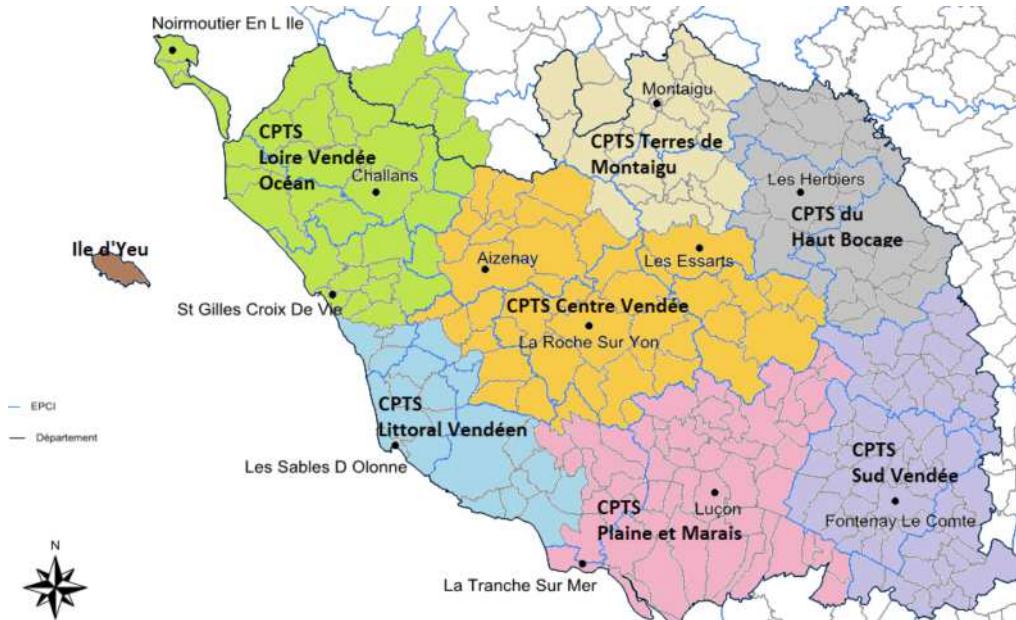 Noirmoutier En L Ile
Montaigu
CPTS
Loire Vendée
Océan
Challans
CPTS Terres de
Montaigu
Les Herbiers
CPTS du
Haut Bocage
Ile d'Yeu
Aizenay
Les Essarts
St Gilles Croix De Vie
CPTS Centre Vendée
La Roche Sur Yon
EPCI
Département
CPTS
Littoral Vendéen
Les Sables D Olonne
CPTS
Sud Vendée
Fontenay Le Comte
Luçon
CPTS
Plaine et Marais
La Tranche Sur Mer
N